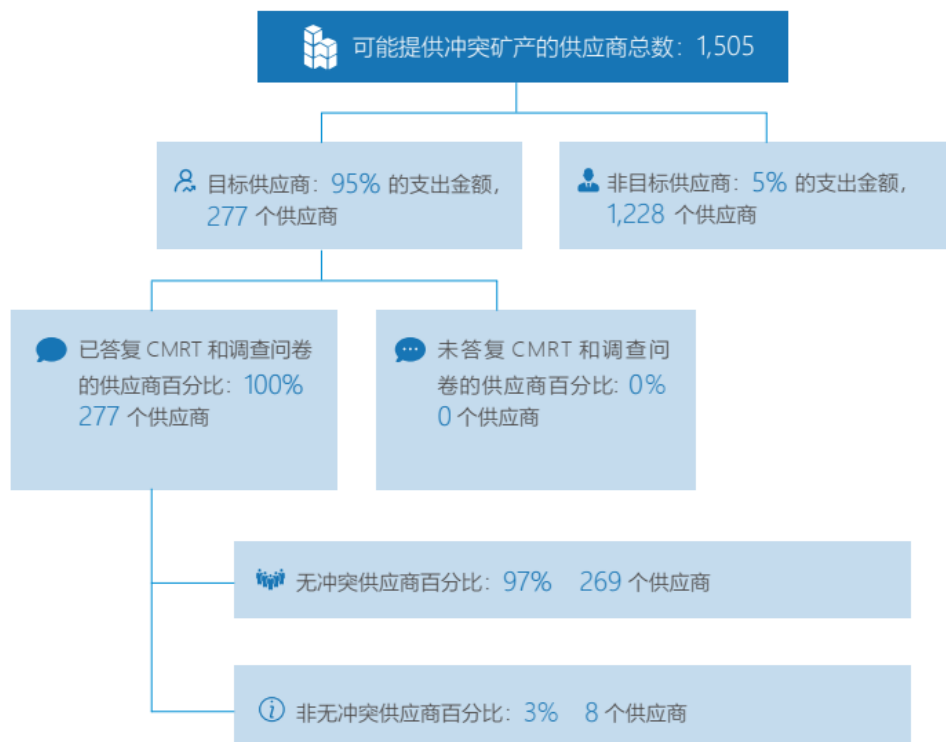 可能提供冲突矿产的供应商总数：1,505
目标供应商：95% 的支出金额，
277 个供应商
非目标供应商：5% 的支出金额，
1,228 个供应商
已答复 CMRT 和调查问卷
的供应商百分比：100%
277 个供应商
未答复 CMRT 和调查问
卷的供应商百分比：0%
0 个供应商
无冲突供应商百分比：97% 269 个供应商
非无冲突供应商百分比：3% 8 个供应商